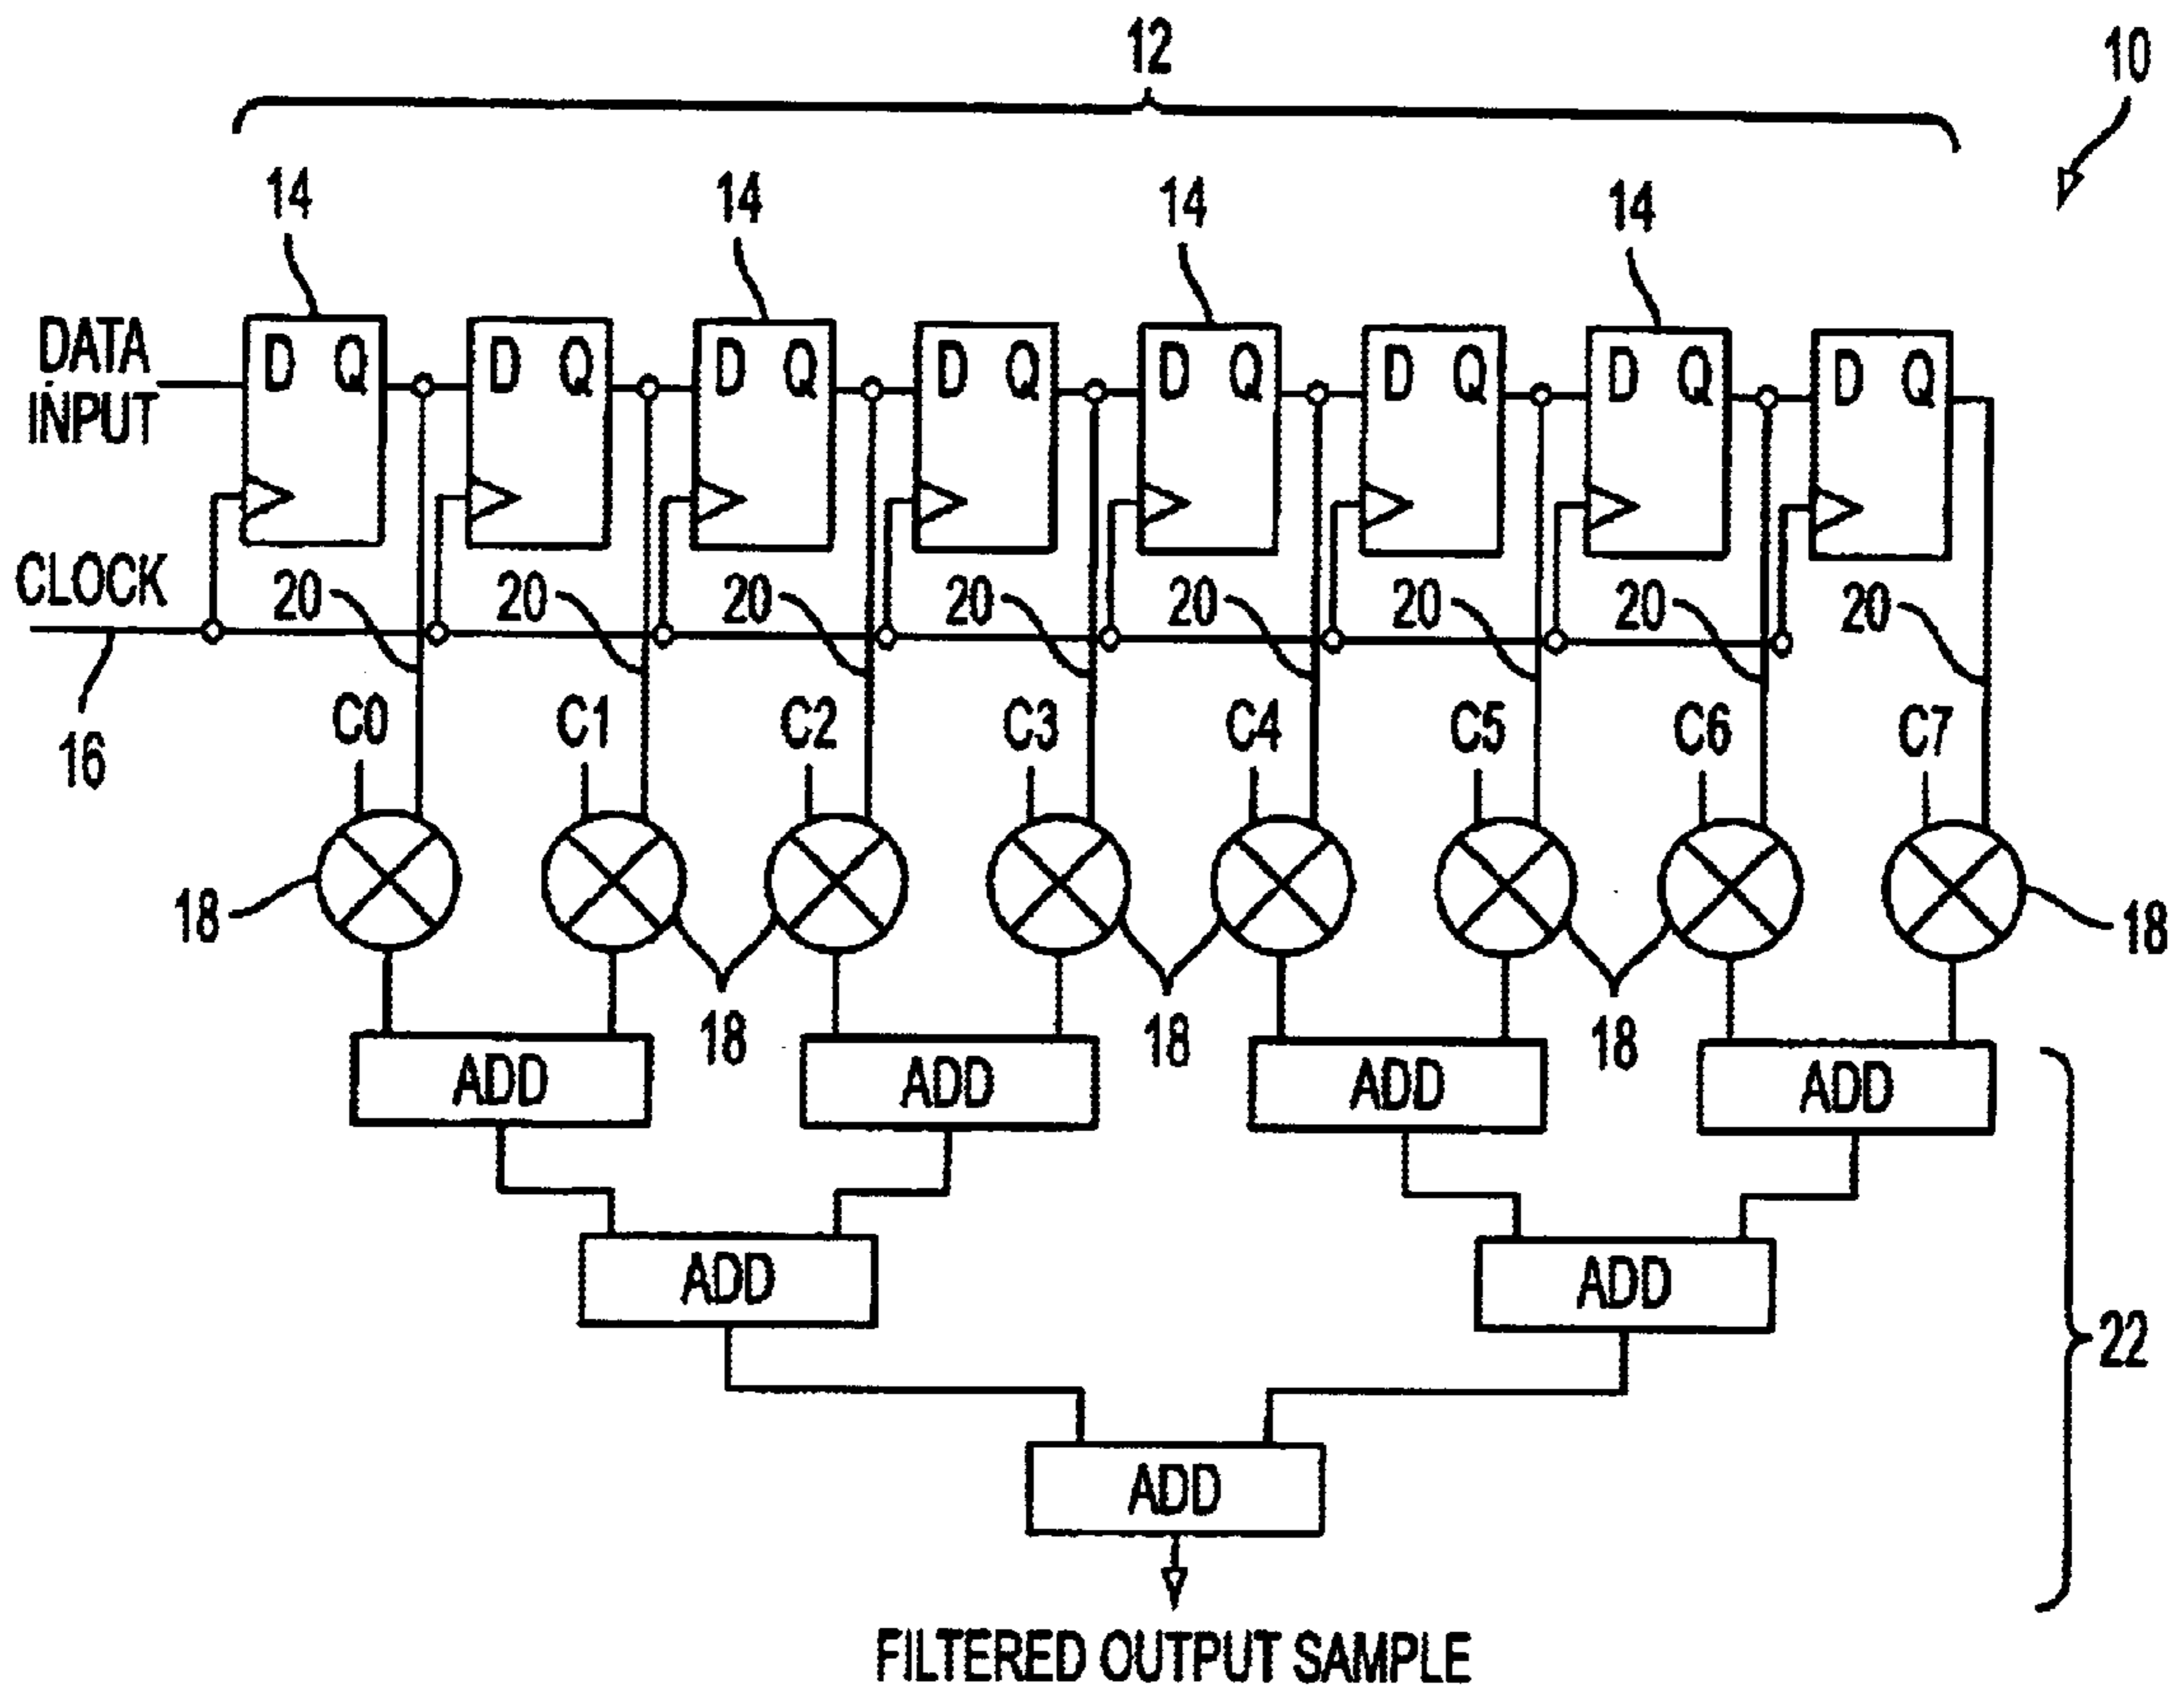 12
10
14 14 14 14
DATA INPUT
D Q D Q D Q D Q D Q D Q D Q D Q
CLOCK
20 20 20 20 20 20 20 20
16
C0 C1 C2 C3 C4 C5 C6 C7
18 18
18 18 18
ADD ADD ADD ADD
ADD ADD
22
ADD
FILTERED OUTPUT SAMPLE